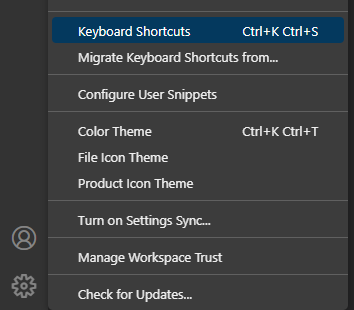 Keyboard Shortcuts Ctrl+K Ctrl+S
Migrate Keyboard Shortcuts from...
Configure User Snippets
Color Theme Ctrl+K Ctrl+T
File Icon Theme
Product Icon Theme
Turn on Settings Sync...
Manage Workspace Trust
Check for Updates...